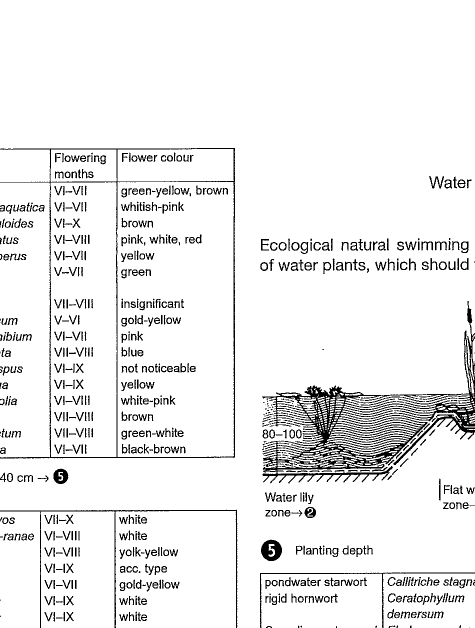 Flowering Flower colour
months
VI–VII green-yellow, brown
aquatica VI–VII whitish-pink
uloides VI–X brown
atus VI–VIII pink, white, red
perus VI–VII yellow
V–VII green
VII–VIII insignificant
cum V–VI gold-yellow
nibium VI–VII pink
ta VII–VIII blue
spus VI–IX not noticeable
a VI–IX yellow
olia VI–VIII white-pink
VII–VIII brown
ctum VII–VIII green-white
a VI–VII black-brown
40 cm → 5
vos VII–X white
-ranae VI–VIII white
VI–VIII yolk-yellow
VI–IX acc. type
VI–VII gold-yellow
VI–IX white
VI–IX white
Water
Ecological natural swimming
of water plants, which should
80–100
Water lily
zone→ 2
Flat w
zone–
5 Planting depth
pondwater starwort Callitriche stagna
rigid hornwort Ceratophyllum
demersum